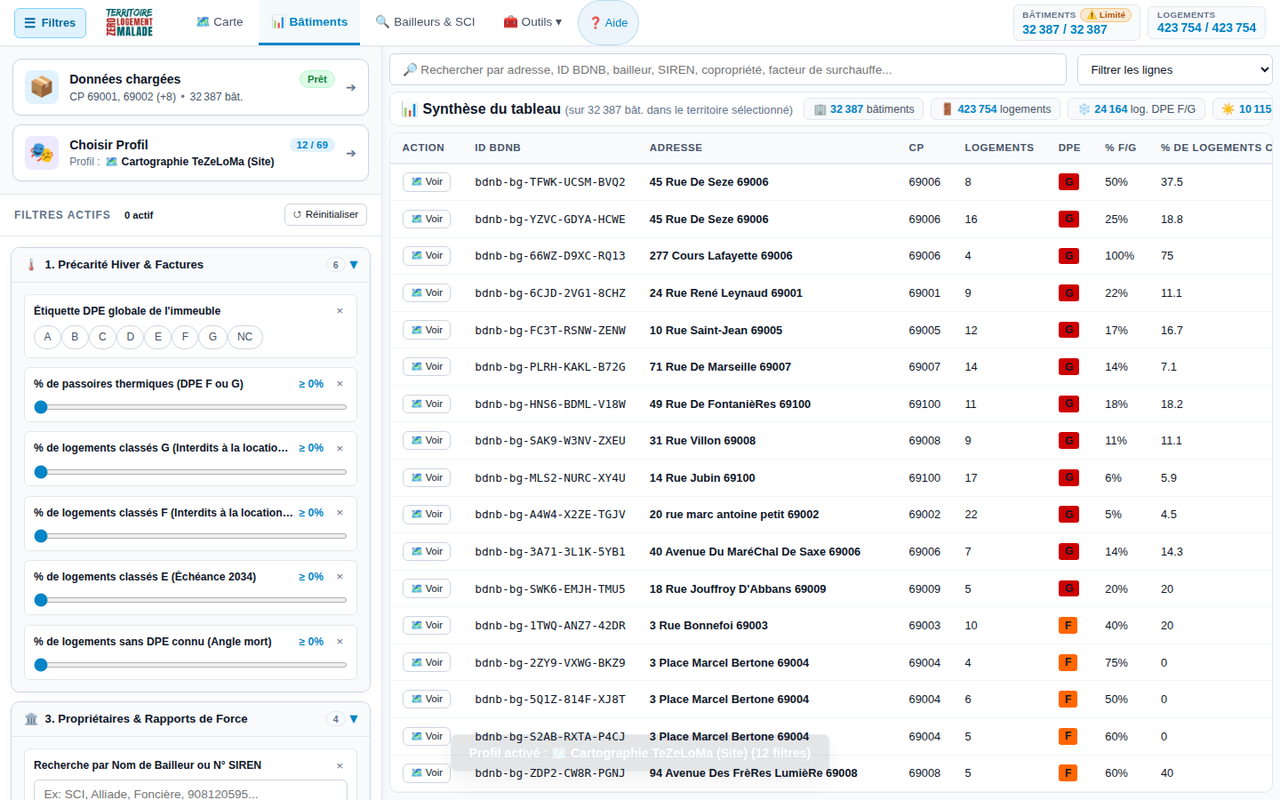 ☰ Filtres
TERRITOIRE ZÉRO LOGEMENT MALADE
🗺️ Carte
📊 Bâtiments
🔍 Bailleurs & SCI
🧰 Outils ▾
❓ Aide
BÂTIMENTS ⚠️ Limité
32 387 / 32 387
LOGEMENTS
423 754 / 423 754
📦 Données chargées Prêt ➔
CP 69001, 69002 (+8) • 32 387 bât.
🎭 Choisir Profil 12 / 69 ➔
Profil : 🗺️ Cartographie TeZeLoMa (Site)
FILTRES ACTIFS 0 actif ↺ Réinitialiser
🌡️ 1. Précarité Hiver & Factures 6 ▼
Étiquette DPE globale de l'immeuble ×
A B C D E F G NC
% de passoires thermiques (DPE F ou G) ≥ 0% ×
% de logements classés G (Interdits à la locatio... ≥ 0% ×
% de logements classés F (Interdits à la location... ≥ 0% ×
% de logements classés E (Échéance 2034) ≥ 0% ×
% de logements sans DPE connu (Angle mort) ≥ 0% ×
🏛️ 3. Propriétaires & Rapports de Force 4 ▼
Recherche par Nom de Bailleur ou N° SIREN ×
Ex: SCI, Alliade, Foncière, 908120595...
🔎 Rechercher par adresse, ID BDNB, bailleur, SIREN, copropriété, facteur de surchauffe...
Filtrer les lignes
📊 Synthèse du tableau (sur 32 387 bât. dans le territoire sélectionné) 🏢 32 387 bâtiments 🚪 423 754 logements ❄️ 24 164 log. DPE F/G ☀️ 10 115
ACTION ID BDNB ADRESSE CP LOGEMENTS DPE % F/G % DE LOGEMENTS C
🗺️ Voir bdnb-bg-TFWK-UCSM-BVQ2 45 Rue De Seze 69006 69006 8 G 50% 37.5
🗺️ Voir bdnb-bg-YZVC-GDYA-HCWE 45 Rue De Seze 69006 69006 16 G 25% 18.8
🗺️ Voir bdnb-bg-66WZ-D9XC-RQ13 277 Cours Lafayette 69006 69006 4 G 100% 75
🗺️ Voir bdnb-bg-6CJD-2VG1-8CHZ 24 Rue René Leynaud 69001 69001 9 G 22% 11.1
🗺️ Voir bdnb-bg-FC3T-RSNW-ZENW 10 Rue Saint-Jean 69005 69005 12 G 17% 16.7
🗺️ Voir bdnb-bg-PLRH-KAKL-B72G 71 Rue De Marseille 69007 69007 14 G 14% 7.1
🗺️ Voir bdnb-bg-HNS6-BDML-V18W 49 Rue De FontanièRes 69100 69100 11 G 18% 18.2
🗺️ Voir bdnb-bg-SAK9-W3NV-ZXEU 31 Rue Villon 69008 69008 9 G 11% 11.1
🗺️ Voir bdnb-bg-MLS2-NURC-XY4U 14 Rue Jubin 69100 69100 17 G 6% 5.9
🗺️ Voir bdnb-bg-A4W4-X2ZE-TGJV 20 rue marc antoine petit 69002 69002 22 G 5% 4.5
🗺️ Voir bdnb-bg-3A71-3L1K-5YB1 40 Avenue Du MaréChal De Saxe 69006 69006 7 G 14% 14.3
🗺️ Voir bdnb-bg-SWK6-EMJH-TMU5 18 Rue Jouffroy D'Abbans 69009 69009 5 G 20% 20
🗺️ Voir bdnb-bg-1TWQ-ANZ7-42DR 3 Rue Bonnefoi 69003 69003 10 F 40% 20
🗺️ Voir bdnb-bg-2ZY9-VXWG-BKZ9 3 Place Marcel Bertone 69004 69004 4 F 75% 0
🗺️ Voir bdnb-bg-5Q1Z-814F-XJ8T 3 Place Marcel Bertone 69004 69004 6 F 50% 0
🗺️ Voir bdnb-bg-S2AB-RXTA-P4CJ 3 Place Marcel Bertone 69004 69004 5 F 60% 0
Profil activé : 🗺️ Cartographie TeZeLoMa (Site) (12 filtres)
🗺️ Voir bdnb-bg-ZDP2-CW8R-PGNJ 94 Avenue Des FrèRes LumièRe 69008 69008 5 F 60% 40